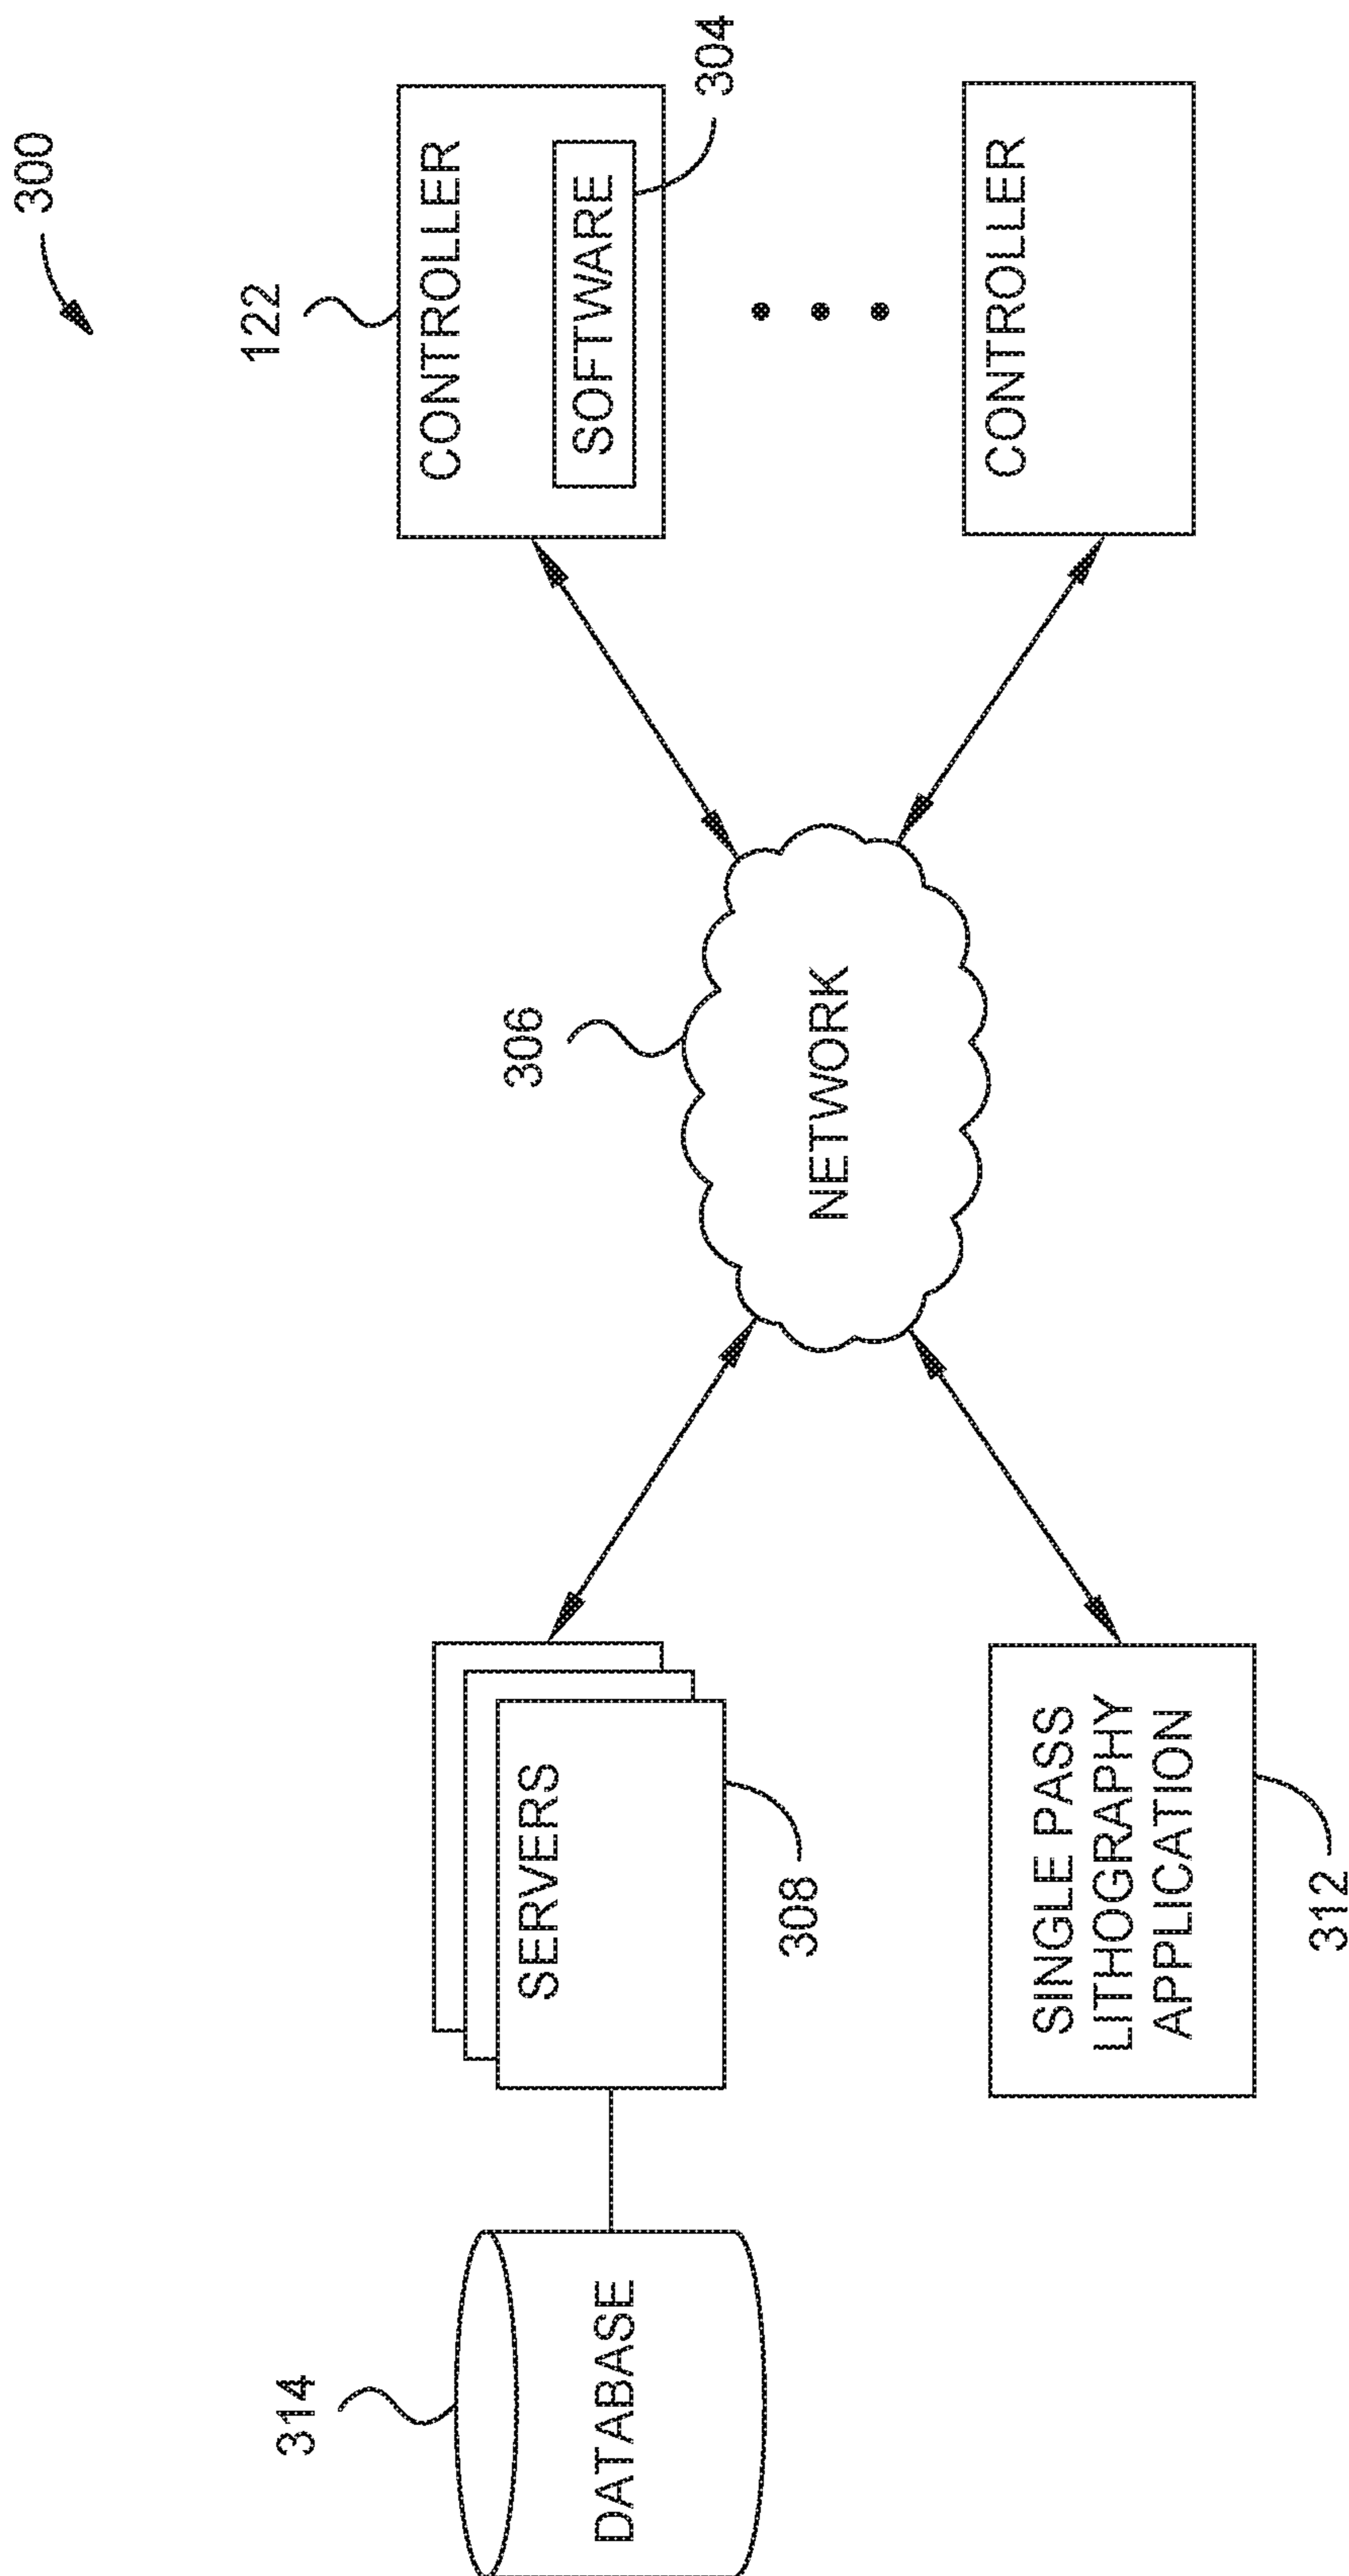 300
122
CONTROLLER
SOFTWARE
304
CONTROLLER
306
NETWORK
314
DATABASE
SERVERS
308
SINGLE PASS
LITHOGRAPHY
APPLICATION
312